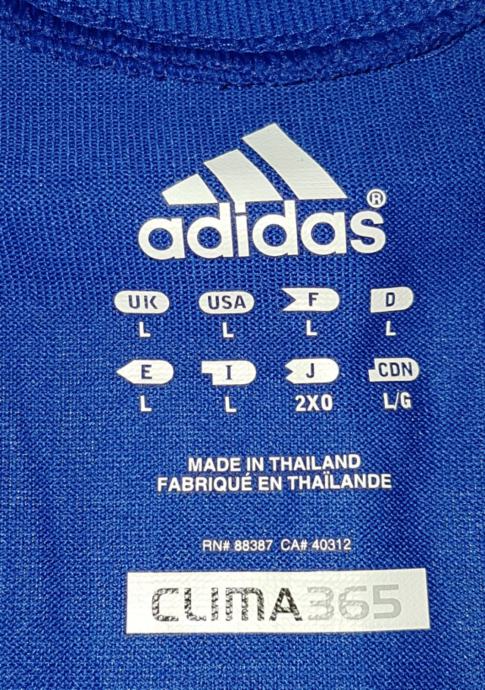 adidas®
UK USA F D
L L L L
E I J CDN
L L 2XO L/G
MADE IN THAILAND
FABRIQUÉ EN THAÏLANDE
RN# 88387 CA# 40312
CLIMA365